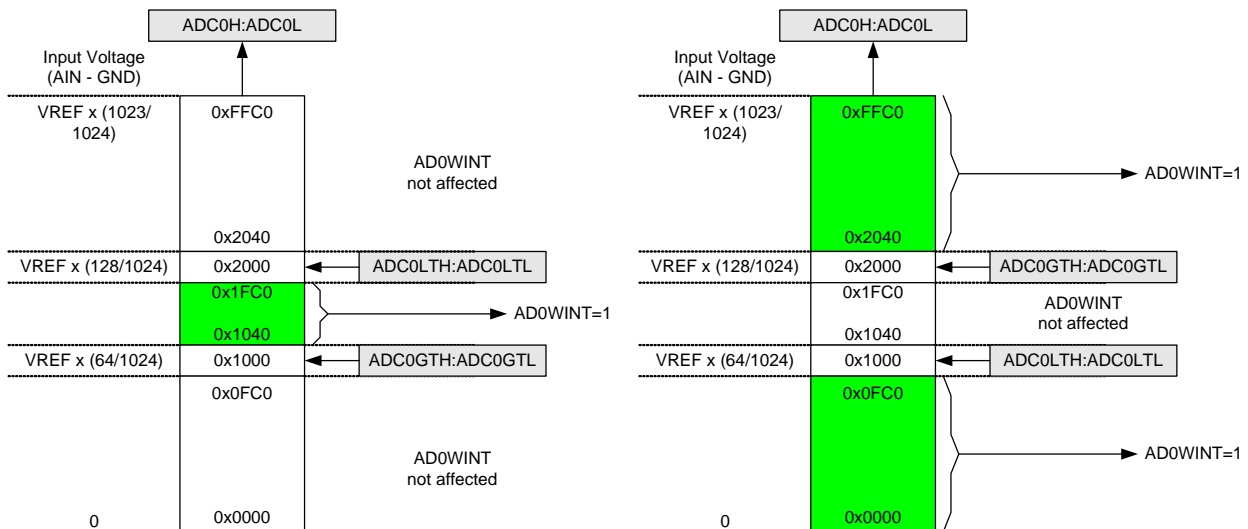 ADC0H:ADC0L
Input Voltage
(AIN - GND)
VREF x (1023/
1024)
0xFFC0
AD0WINT
not affected
0x2040
VREF x (128/1024)
0x2000
ADC0LTH:ADC0LTL
0x1FC0
AD0WINT=1
0x1040
VREF x (64/1024)
0x1000
ADC0GTH:ADC0GTL
0x0FC0
AD0WINT
not affected
0
0x0000
ADC0H:ADC0L
Input Voltage
(AIN - GND)
VREF x (1023/
1024)
0xFFC0
AD0WINT=1
0x2040
VREF x (128/1024)
0x2000
ADC0GTH:ADC0GTL
0x1FC0
AD0WINT
not affected
0x1040
VREF x (64/1024)
0x1000
ADC0LTH:ADC0LTL
0x0FC0
AD0WINT=1
0
0x0000